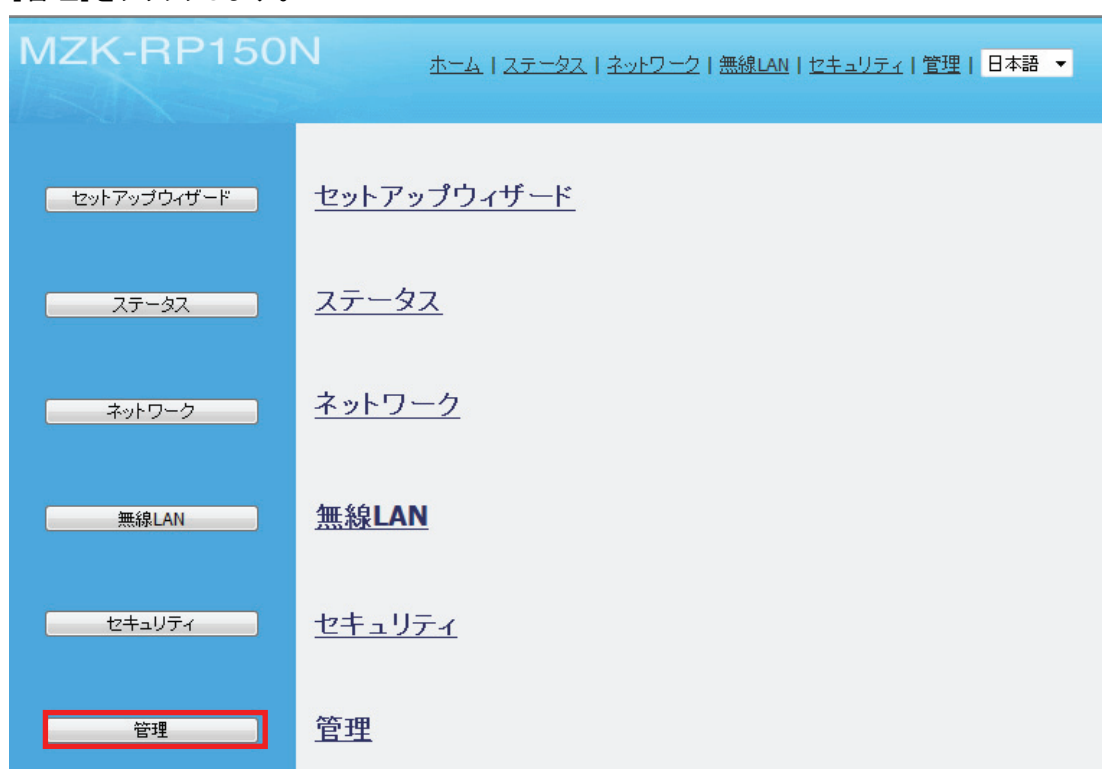 MZK-RP150N
ホーム | ステータス | ネットワーク | 無線LAN | セキュリティ | 管理 | 日本語
セットアップウィザード セットアップウィザード
ステータス ステータス
ネットワーク ネットワーク
無線LAN 無線LAN
セキュリティ セキュリティ
管理 管理